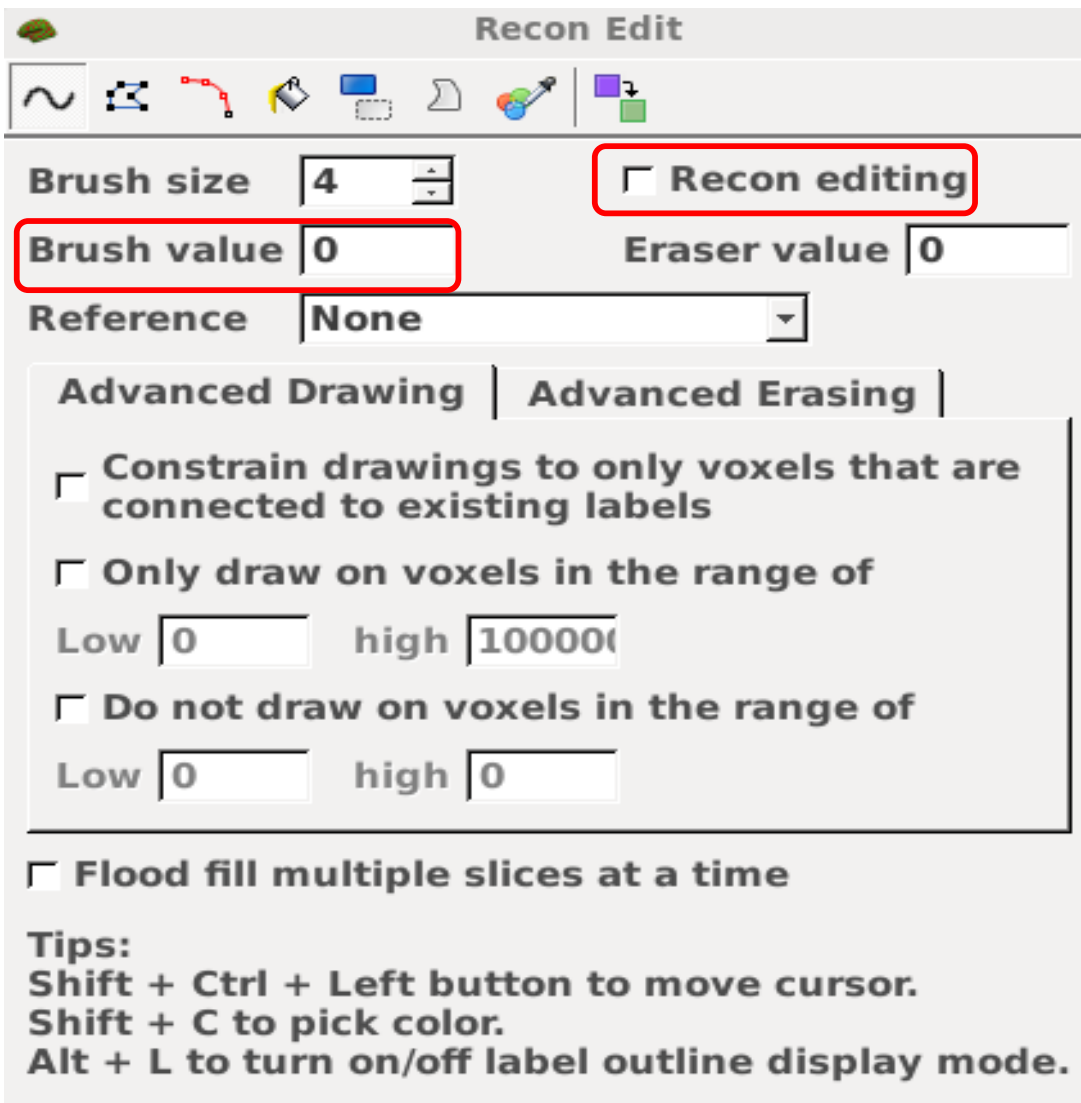 Recon Edit
Brush size 4 Recon editing
Brush value 0 Eraser value 0
Reference None
Advanced Drawing Advanced Erasing
Constrain drawings to only voxels that are
connected to existing labels
Only draw on voxels in the range of
Low 0 high 100000
Do not draw on voxels in the range of
Low 0 high 0
Flood fill multiple slices at a time
Tips:
Shift + Ctrl + Left button to move cursor.
Shift + C to pick color.
Alt + L to turn on/off label outline display mode.